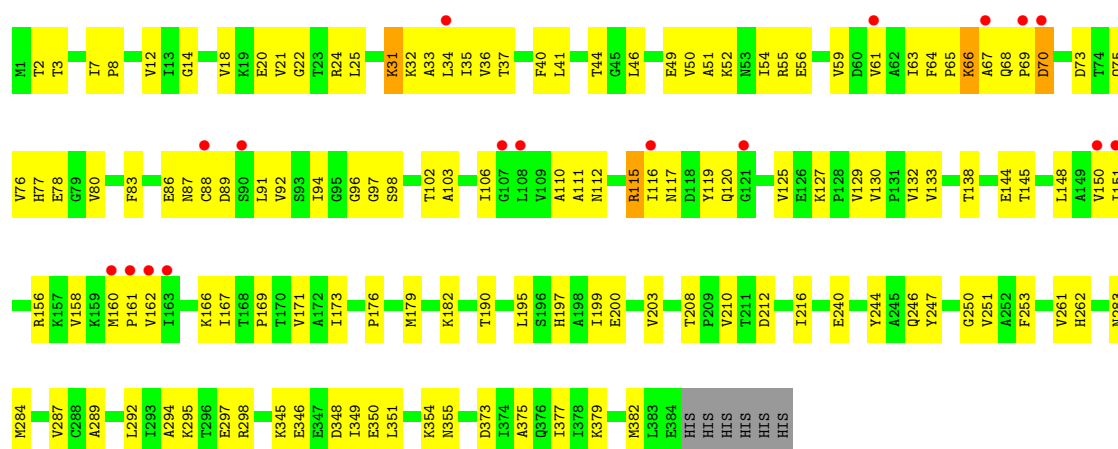 M1 T2 T3 I7 P8 V12 I13 G14 V18 K19 E20 V21 G22 T23 R24 L25 K31 K32 A33 L34 I35 V36 T37 F40 L41 T44 G45 L46 E49 V50 A51 K52 N53 I54 R55 E56 V59 D60 V61 A62 I63 F64 P65 K66 A67 Q68 P69 D70 D73 T74
V76 H77 E78 G79 V80 F83 E86 N87 C88 D89 S90 L91 V92 S93 I94 G95 G96 G97 S98 T102 A103 I106 G107 L108 V109 A110 A111 N112 R115 I116 N117 D118 Y119 Q120 G121 V125 E126 K127 P128 V129 V130 P131 V132 V133 T138 E144 T145 L148 A149 V150
R156 K157 V158 K159 M160 P161 V162 I163 K166 I167 T168 P169 T170 V171 A172 I173 P176 M179 K182 T190 L195 S196 H197 A198 I199 E200 V203 T208 P209 V210 T211 D212 I216 E240 Y244 A245 Q246 Y247 G250 V251 A252 F253 V261 H262
M284 V287 C288 A289 L292 I293 A294 K295 T296 E297 R298 K345 E346 E347 D348 I349 E350 L351 K354 N355 D373 I374 A375 Q376 I377 I378 K379 M382 L383 E384 HIS HIS HIS HIS HIS HIS